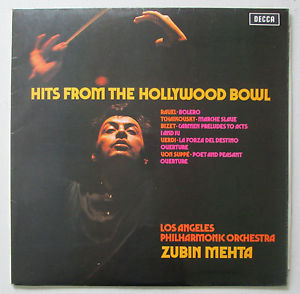 DECCA
HITS FROM THE HOLLYWOOD BOWL
RAVEL·BOLERO
TCHAIKOVSKY·MARCHE SLAVE
BIZET·CARMEN PRELUDES TO ACTS
I AND IV
VERDI·LA FORZA DEL DESTINO
OVERTURE
VON SUPPÉ·POET AND PEASANT
OVERTURE
LOS ANGELES
PHILHARMONIC ORCHESTRA
ZUBIN MEHTA